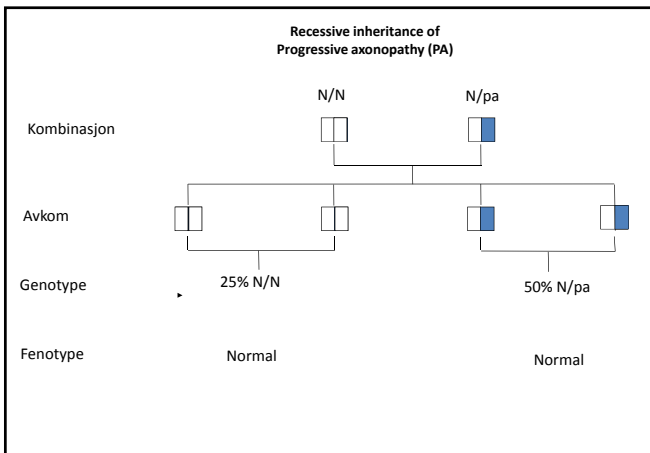 Recessive inheritance of
Progressive axonopathy (PA)
N/N N/pa
Kombinasjon
Avkom
Genotype 25% N/N 50% N/pa
Fenotype Normal Normal